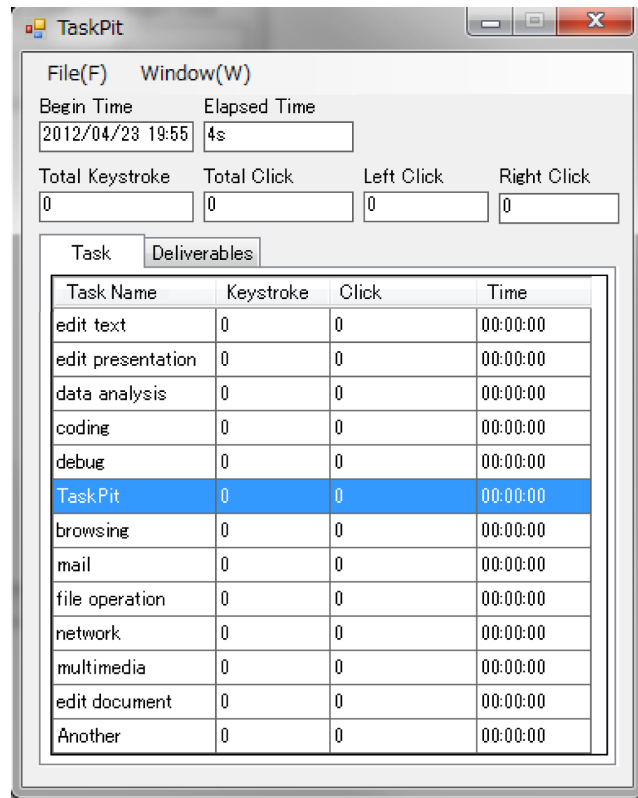 TaskPit
File(F) Window(W)
Begin Time Elapsed Time
2012/04/23 19:55 4s
Total Keystroke Total Click Left Click Right Click
0 0 0 0
Task Deliverables
Task Name Keystroke Click Time
edit text 0 0 00:00:00
edit presentation 0 0 00:00:00
data analysis 0 0 00:00:00
coding 0 0 00:00:00
debug 0 0 00:00:00
TaskPit 0 0 00:00:00
browsing 0 0 00:00:00
mail 0 0 00:00:00
file operation 0 0 00:00:00
network 0 0 00:00:00
multimedia 0 0 00:00:00
edit document 0 0 00:00:00
Another 0 0 00:00:00